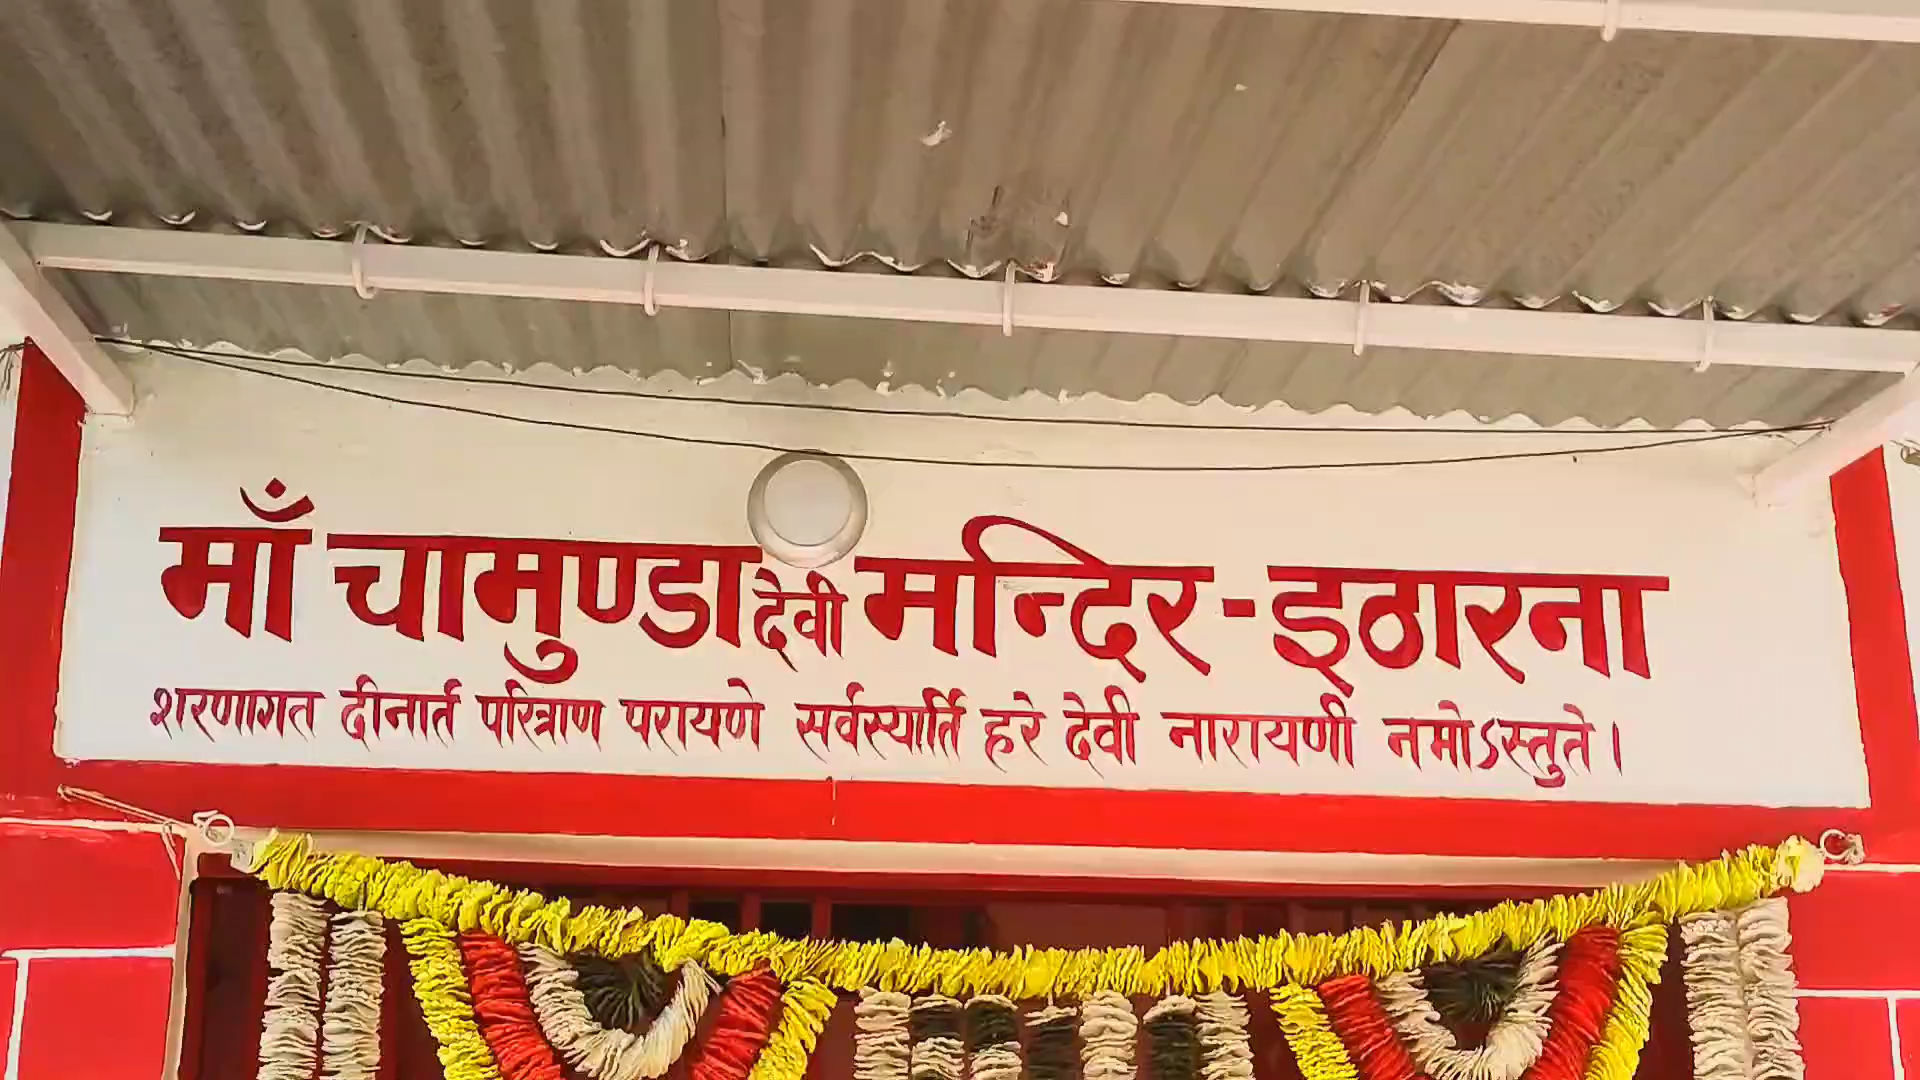 माँ चामुण्डा देवी मन्दिर-इठारना
शरणागत दीनार्त परित्राण परायणे सर्वस्यार्ति हरे देवी नारायणी नमोऽस्तुते।